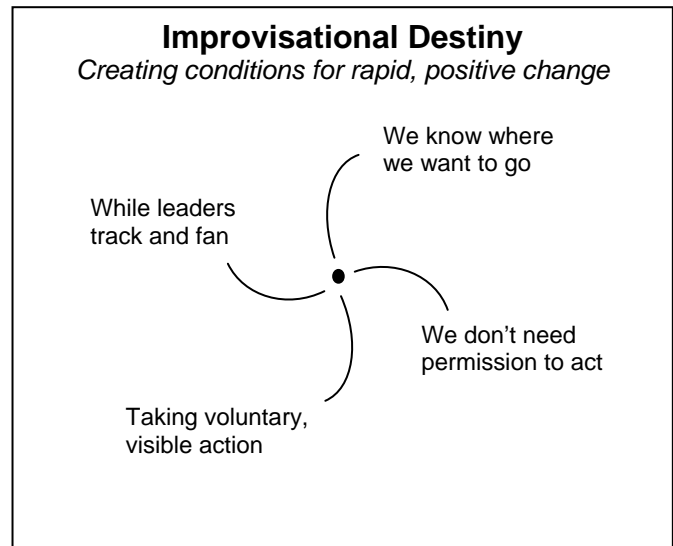 Improvisational Destiny
Creating conditions for rapid, positive change
We know where
we want to go
While leaders
track and fan
We don’t need
permission to act
Taking voluntary,
visible action